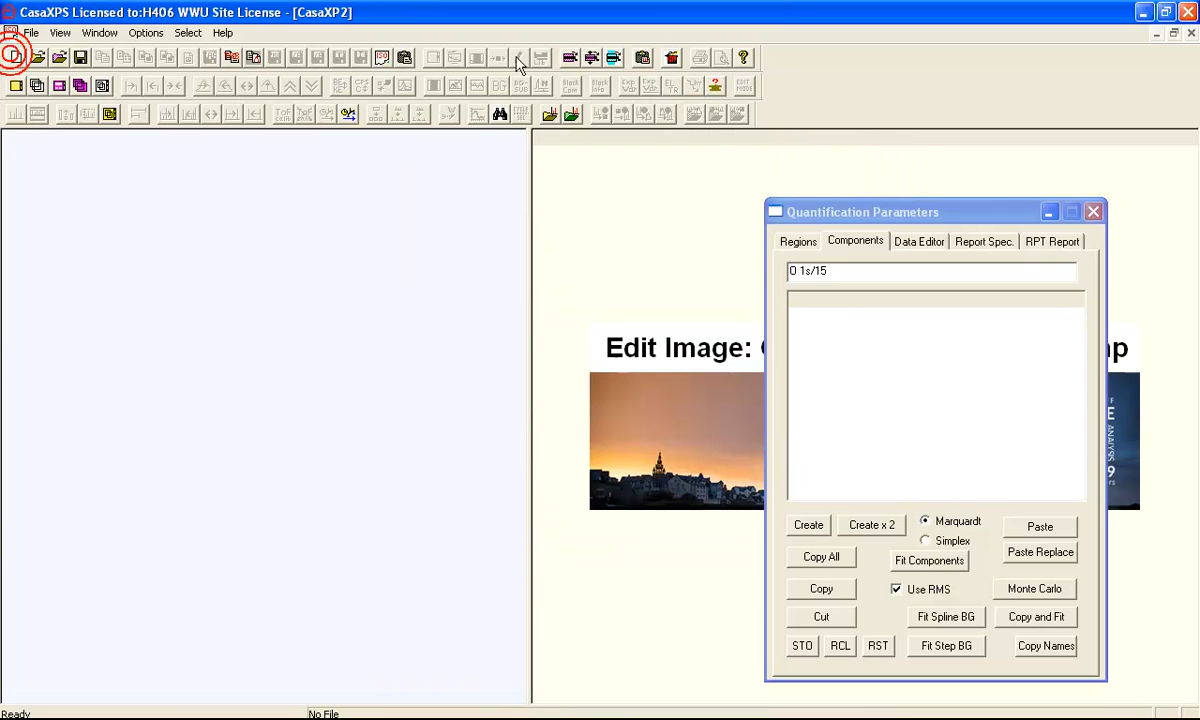 CasaXPS Licensed to:H406 WWU Site License - [CasaXP2]
File View Window Options Select Help
Quantification Parameters
Regions Components Data Editor Report Spec. RPT Report
O 1s/15
Edit Image:
Create Create x 2 Marquardt Paste
Simplex
Copy All Fit Components Paste Replace
Copy Use RMS Monte Carlo
Cut Fit Spline BG Copy and Fit
STO RCL RST Fit Step BG Copy Names
Ready No File